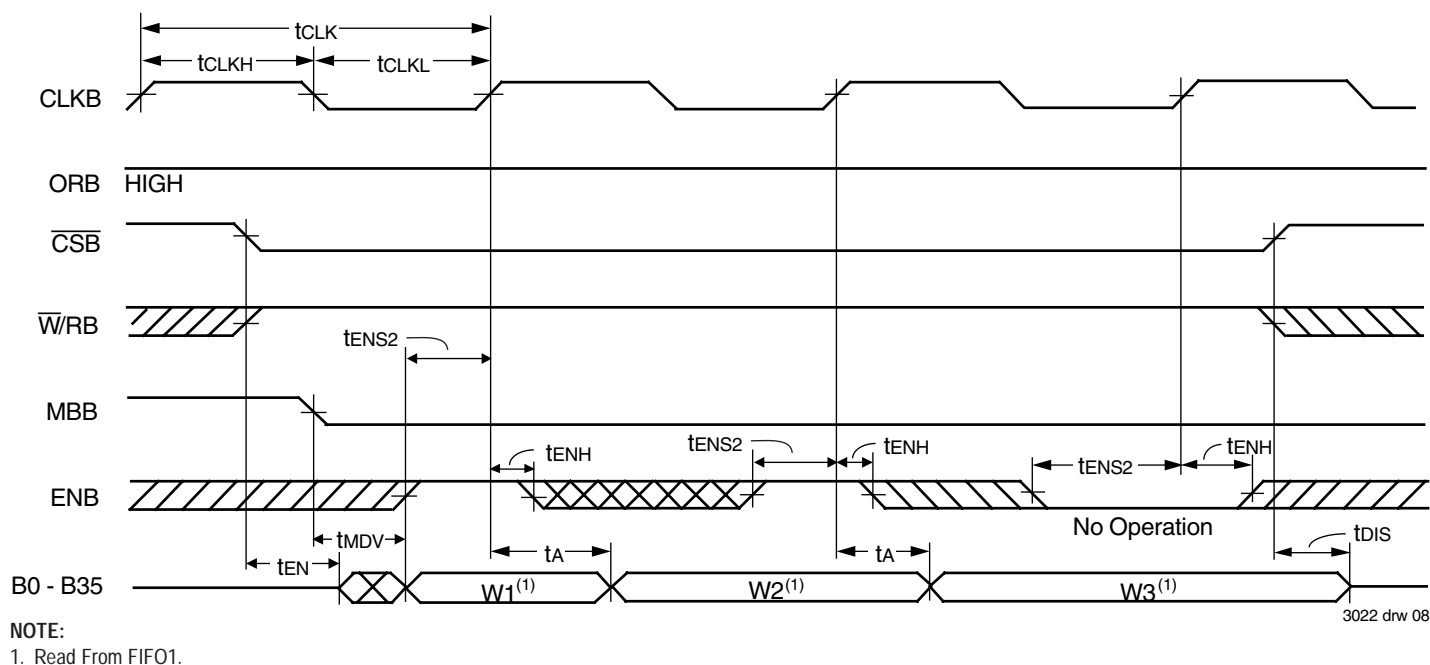 tCLK
tCLKH
tCLKL
CLKB
ORB
HIGH
CSB
W/RB
tENS2
MBB
tENH
tENS2
tENH
tENS2
tENH
ENB
No Operation
tMDV
tEN
tA
tA
tDIS
B0 - B35
W1(1)
W2(1)
W3(1)
3022 drw 08
NOTE:
1. Read From FIFO1.